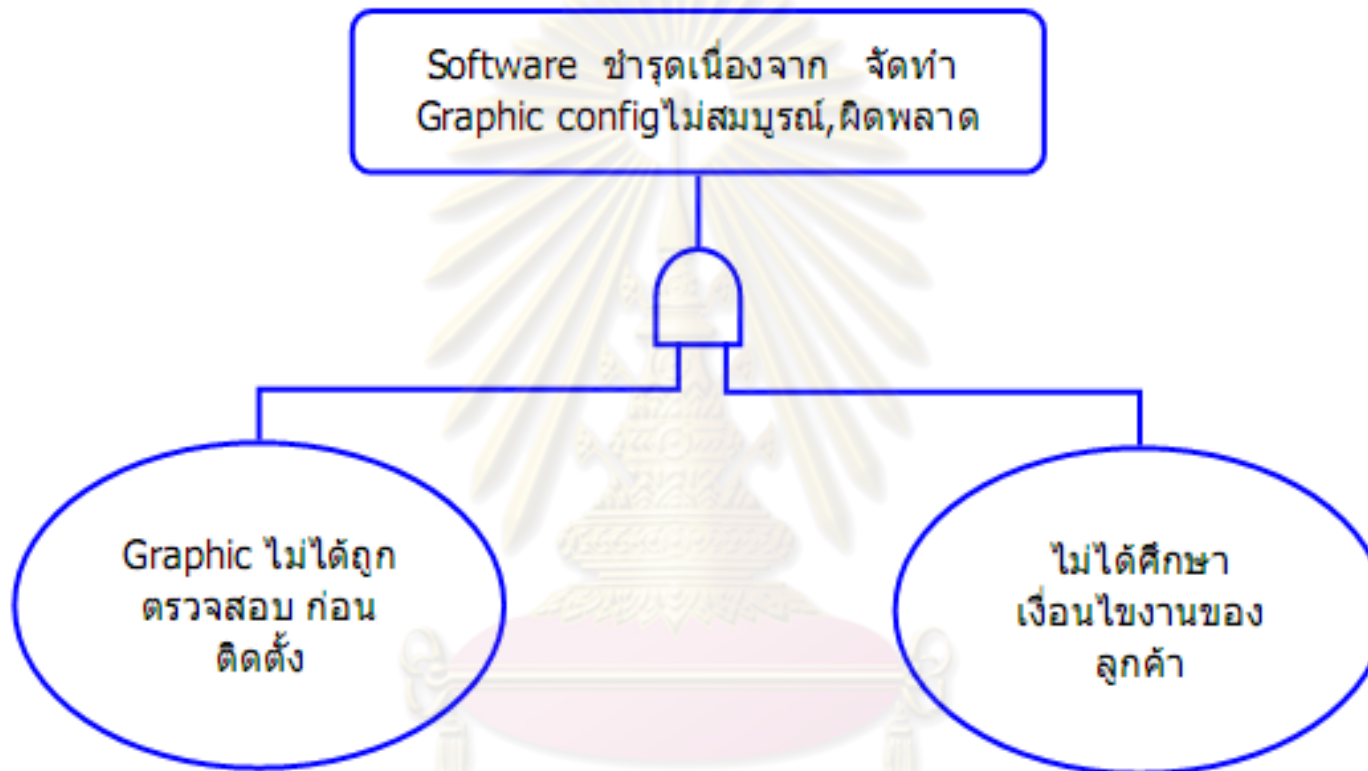 Software ชำรุดเนื่องจาก จัดทำ
Graphic configไม่สมบูรณ์,ผิดพลาด
Graphic ไม่ได้ถูก
ตรวจสอบ ก่อน
ติดตั้ง
ไม่ได้ศึกษา
เงื่อนไขงานของ
ลูกค้า